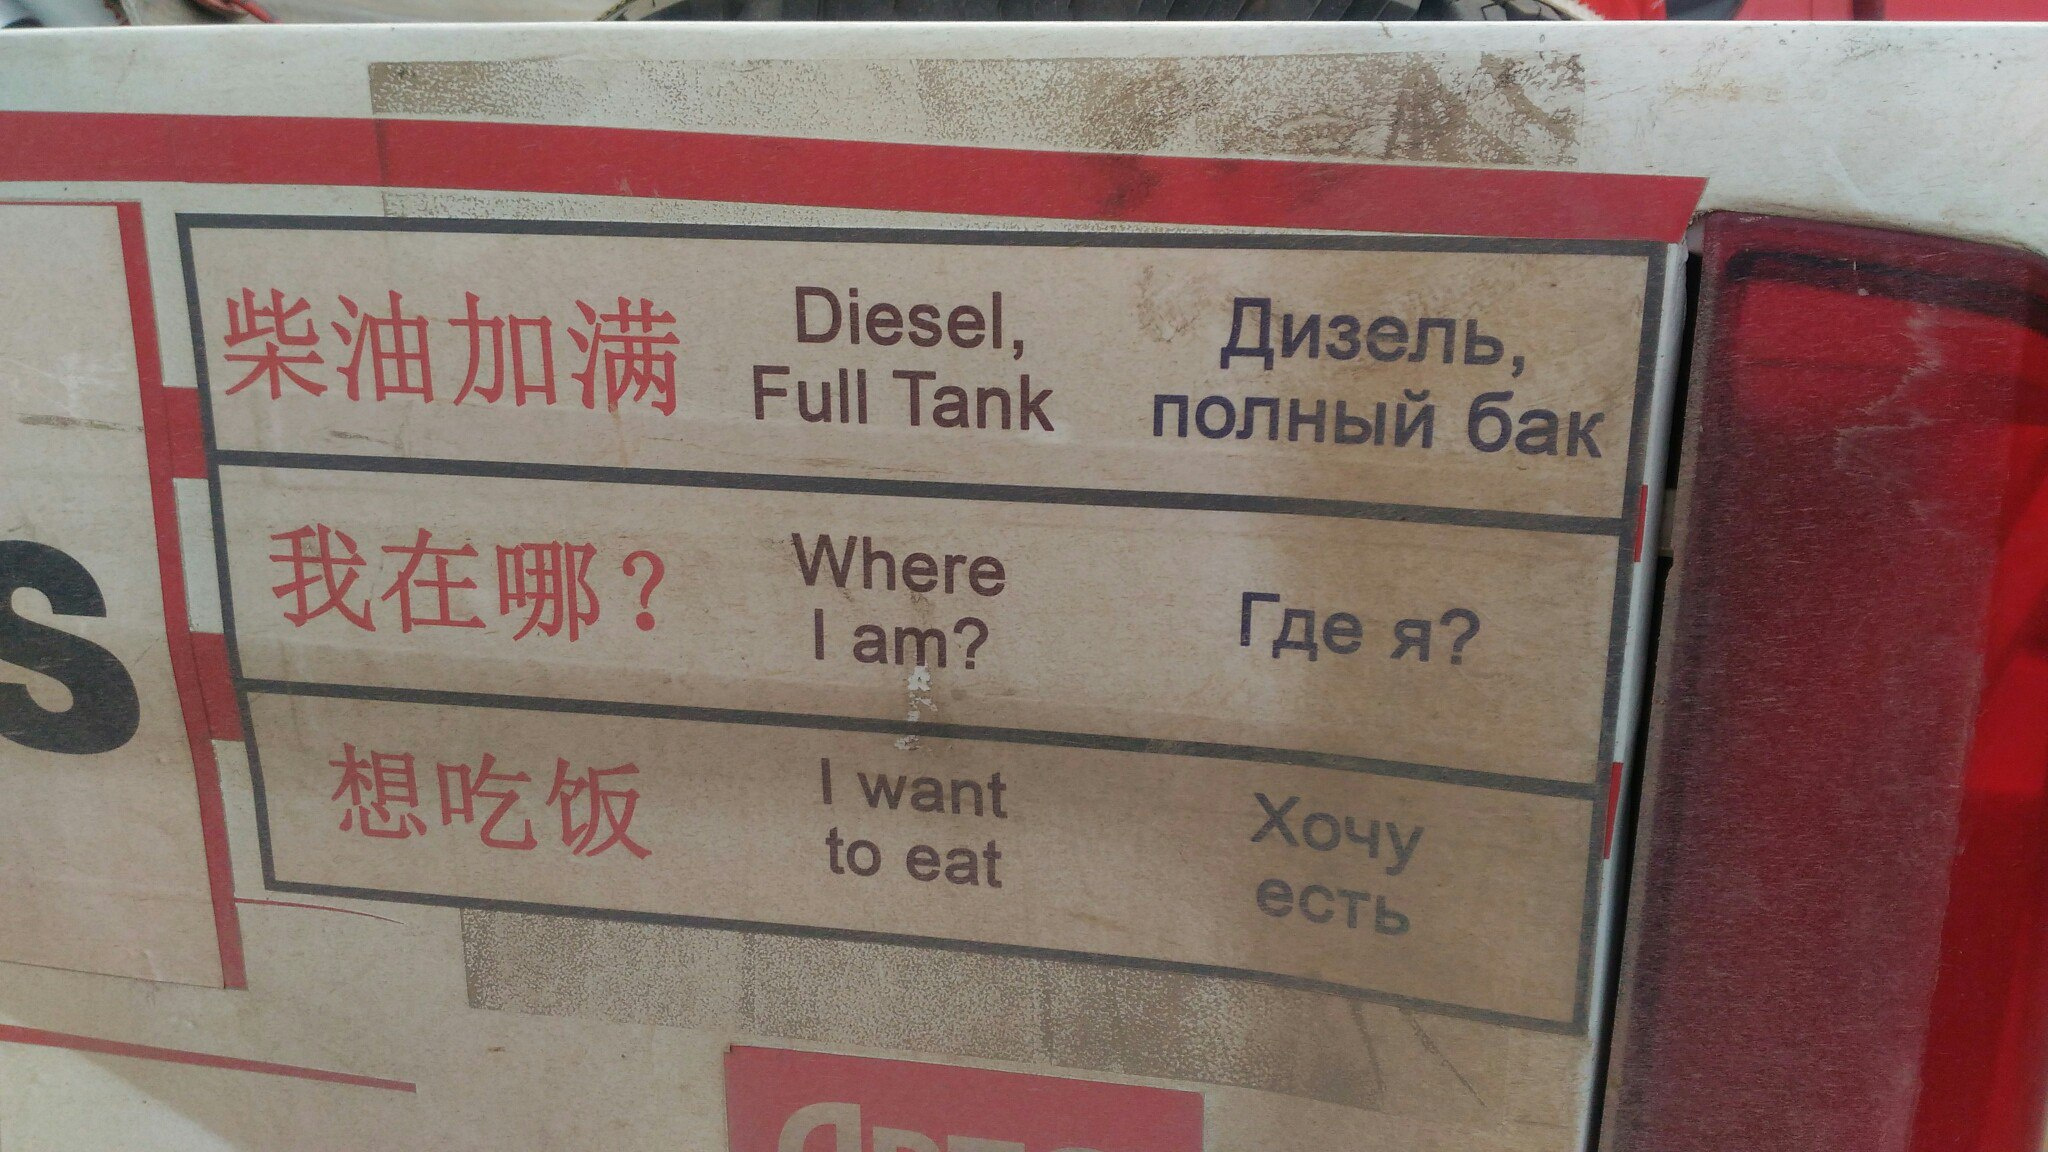 柴油加满
Diesel,
Full Tank
Дизель,
полный бак
我在哪？
Where
I am?
Где я?
想吃饭
I want
to eat
Хочу
есть
S